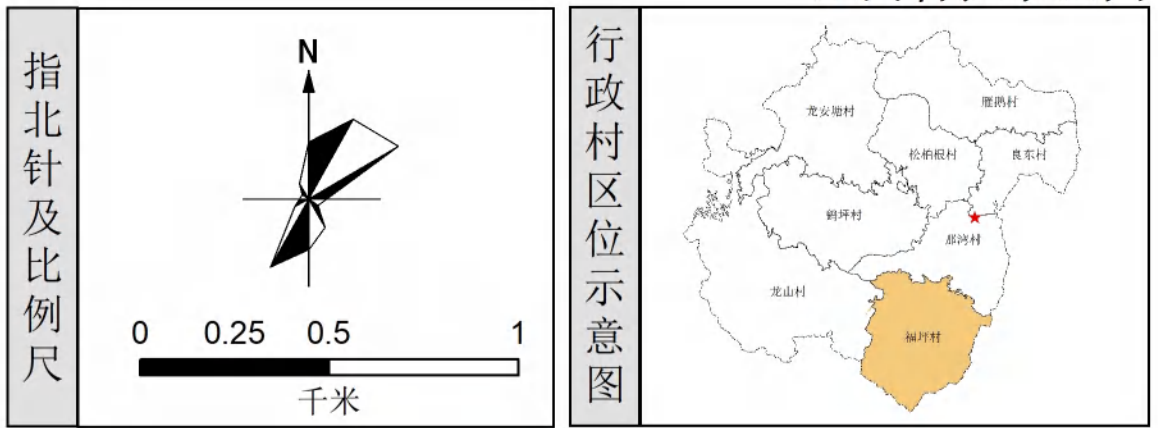 指北针及比例尺
N
0 0.25 0.5 1
千米
行政村区位示意图
雁鹅村
龙安塘村
松柏根村
良东村
鹤坪村
那湾村
龙山村
福坪村